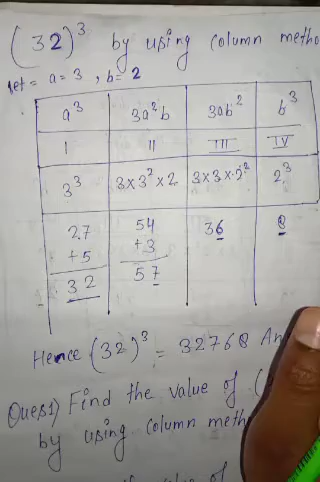 (32)³ by using column metho
let = a = 3 , b = 2
a³ 3a²b 3ab² b³
I II III IV
3³ 3×3²×2 3×3×2² 2³
27 54 36 8
+5 +3
32 57
Hence (32)³ = 32768 An
Ques1) Find the value of (
by using column meth